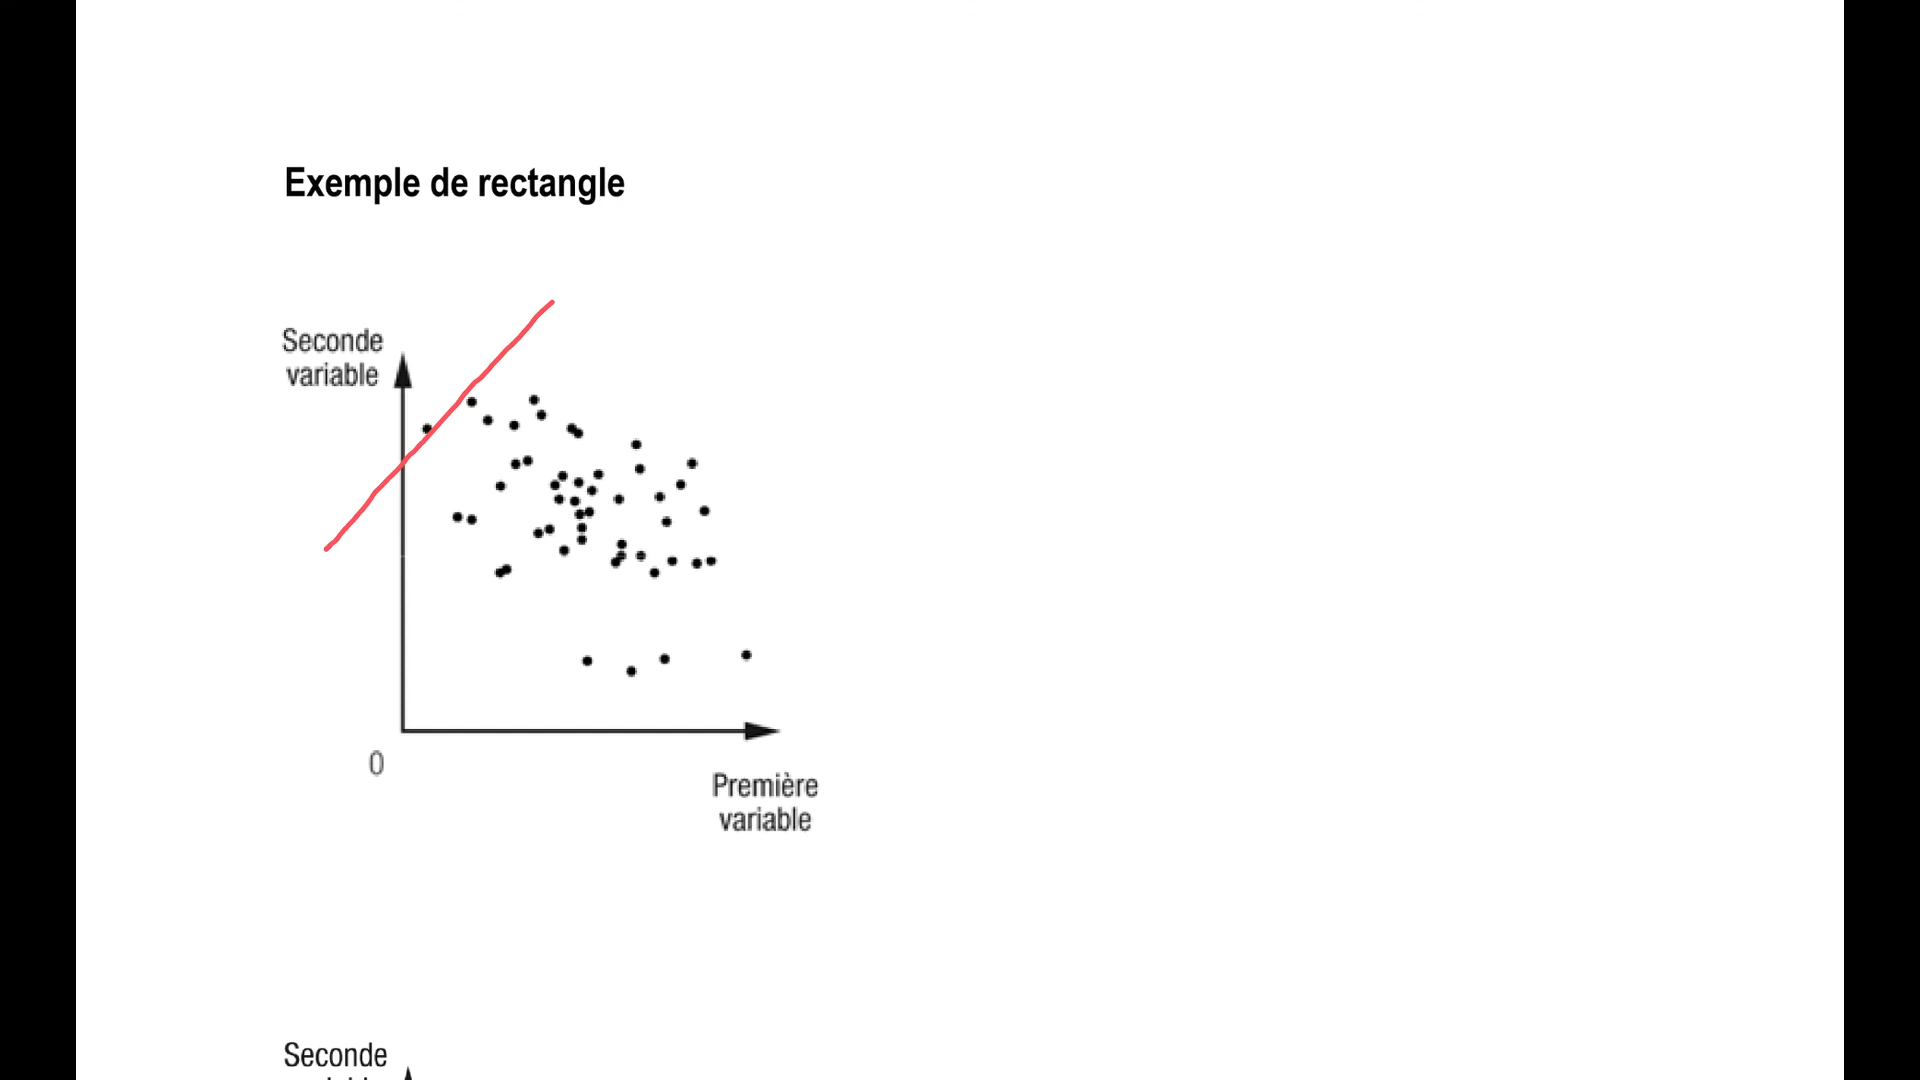 Exemple de rectangle
Seconde
variable
0
Première
variable
Seconde